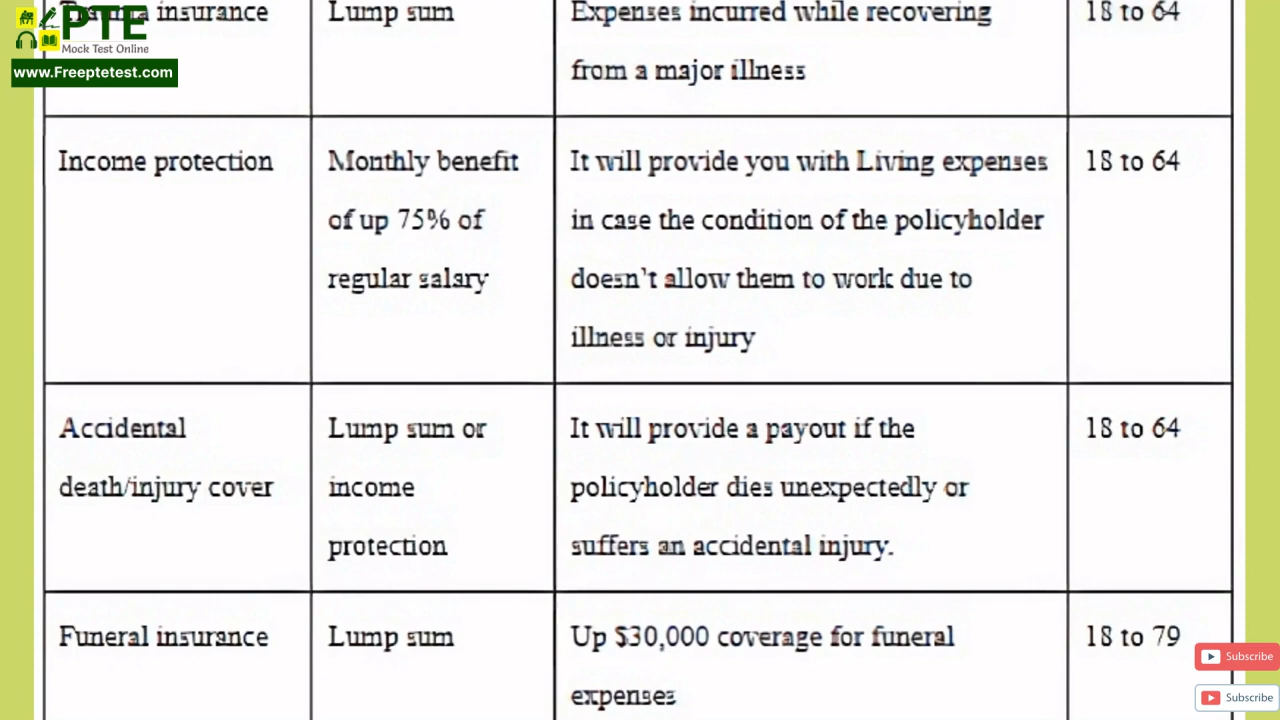 PTE
Mock Test Online
www.Freeptetest.com
insurance
Lump sum
Expenses incurred while recovering
from a major illness
18 to 64
Income protection
Monthly benefit
of up 75% of
regular salary
It will provide you with Living expenses
in case the condition of the policyholder
doesn't allow them to work due to
illness or injury
18 to 64
Accidental
death/injury cover
Lump sum or
income
protection
It will provide a payout if the
policyholder dies unexpectedly or
suffers an accidental injury.
18 to 64
Funeral insurance
Lump sum
Up $30,000 coverage for funeral
expenses
18 to 79
Subscribe
Subscribe